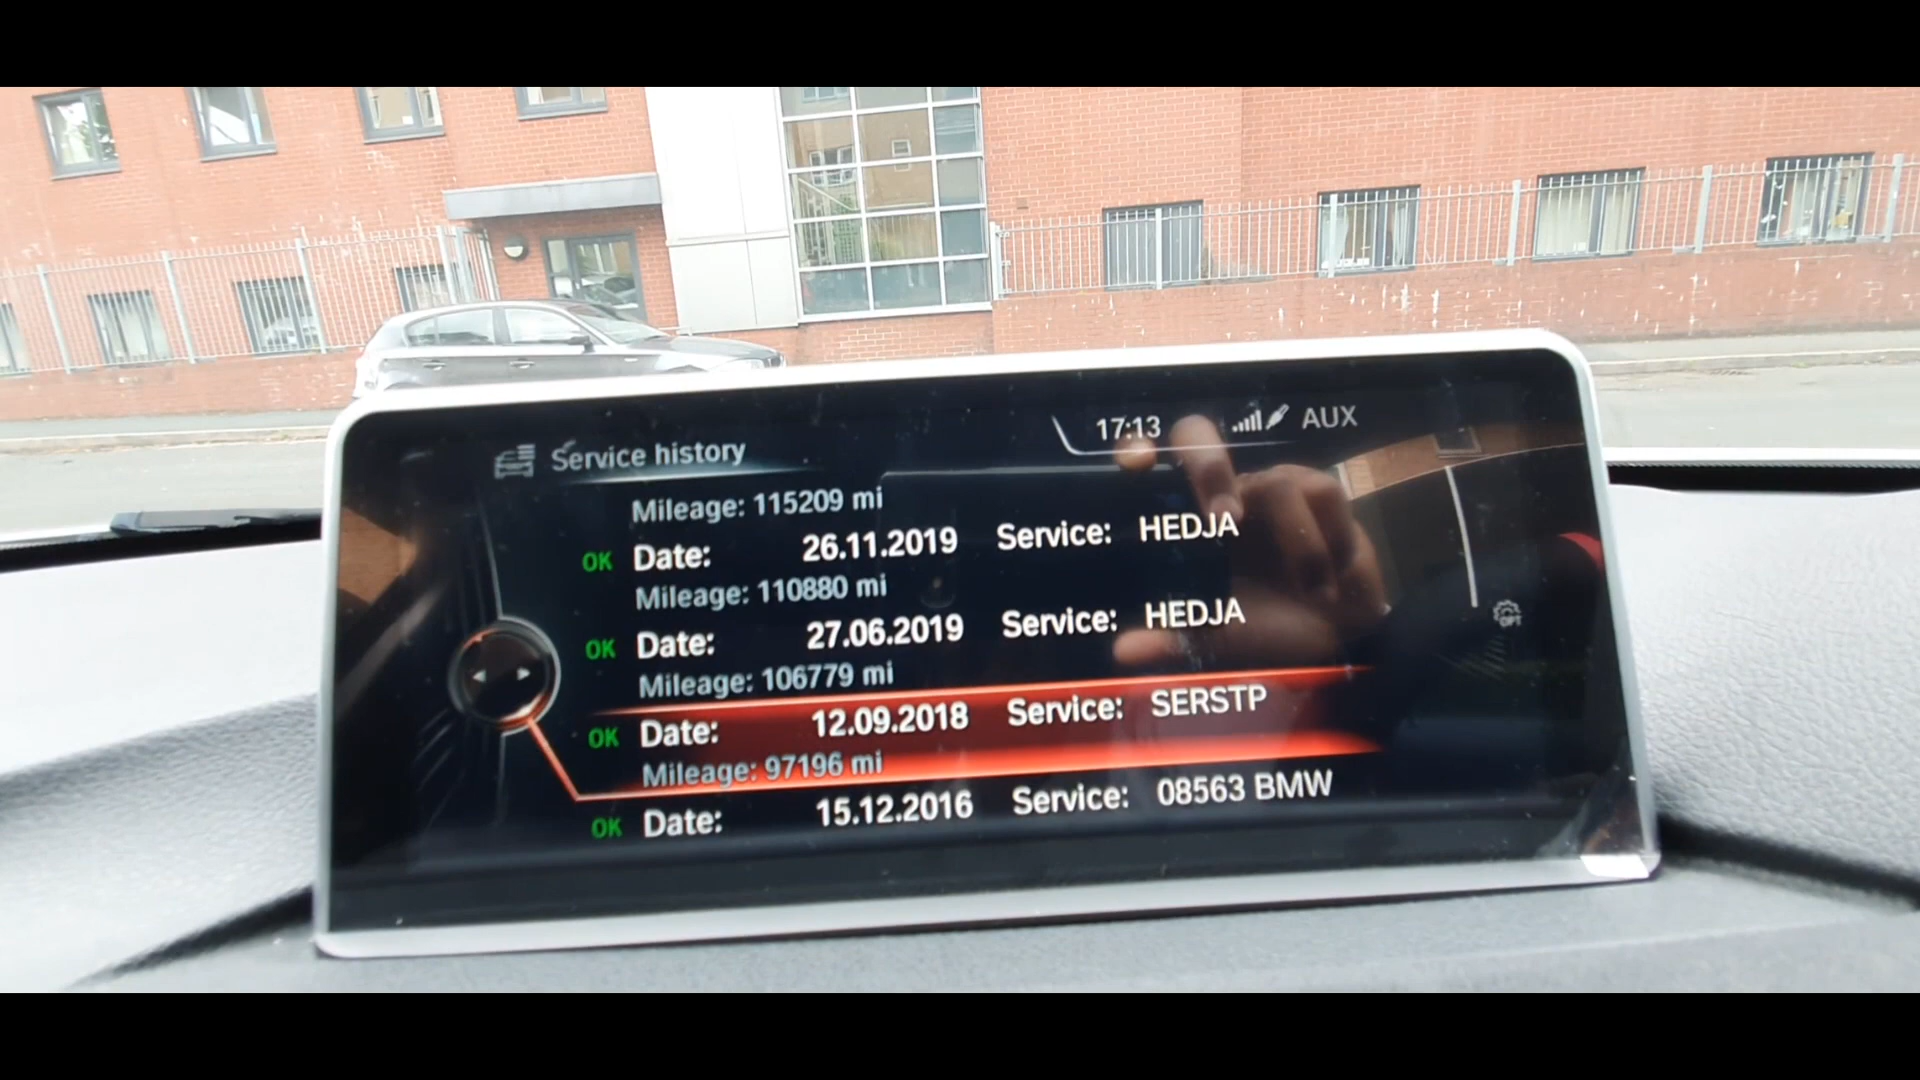 Service history
17:13
AUX
Mileage: 115209 mi
OK Date: 26.11.2019 Service: HEDJA
Mileage: 110880 mi
OK Date: 27.06.2019 Service: HEDJA
Mileage: 106779 mi
OK Date: 12.09.2018 Service: SERSTP
Mileage: 97196 mi
OK Date: 15.12.2016 Service: 08563 BMW
OPT